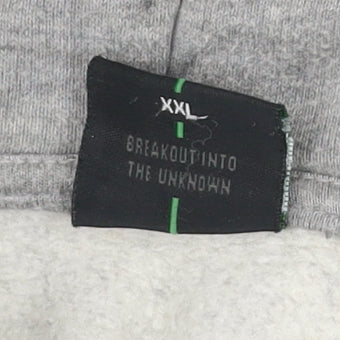 XXL
BREAKOUT INTO
THE UNKNOWN